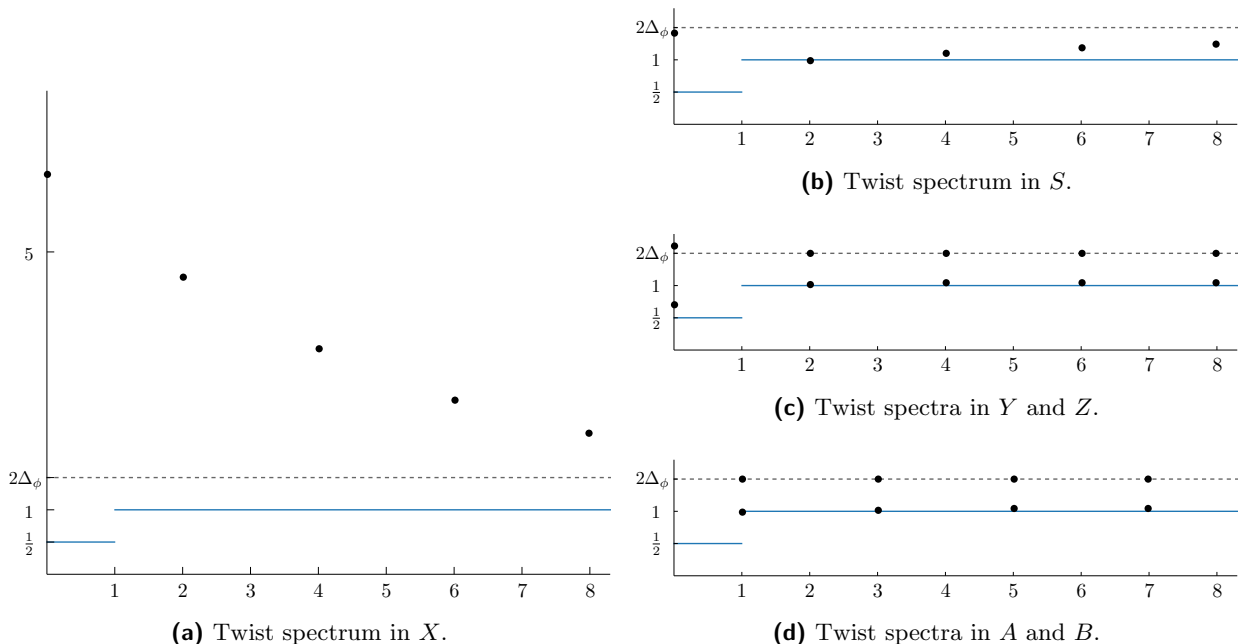 5
2Δϕ
1
1/2
1 2 3 4 5 6 7 8
(a) Twist spectrum in X.
2Δϕ
1
1/2
1 2 3 4 5 6 7 8
(b) Twist spectrum in S.
2Δϕ
1
1/2
1 2 3 4 5 6 7 8
(c) Twist spectra in Y and Z.
2Δϕ
1
1/2
1 2 3 4 5 6 7 8
(d) Twist spectra in A and B.